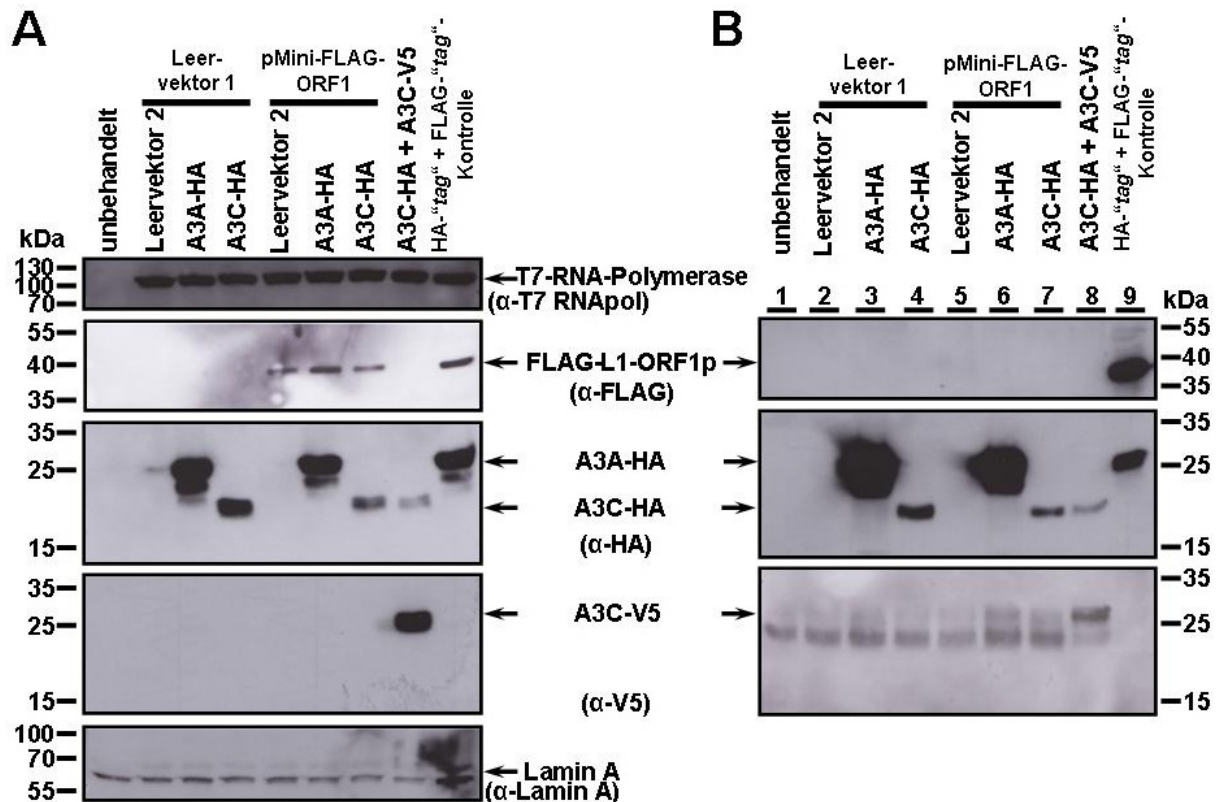 A
Leer-
vektor 1
pMini-FLAG-
ORF1
unbehandelt
Leervektor 2
A3A-HA
A3C-HA
Leervektor 2
A3A-HA
A3C-HA
A3C-HA + A3C-V5
HA-"tag" + FLAG-"tag"-
Kontrolle
kDa
130
100
70
T7-RNA-Polymerase
(α-T7 RNApol)
55
40
35
FLAG-L1-ORF1p
(α-FLAG)
35
25
15
A3A-HA
A3C-HA
(α-HA)
35
25
15
A3C-V5
(α-V5)
100
70
55
Lamin A
(α-Lamin A)
B
Leer-
vektor 1
pMini-FLAG-
ORF1
unbehandelt
Leervektor 2
A3A-HA
A3C-HA
Leervektor 2
A3A-HA
A3C-HA
A3C-HA + A3C-V5
HA-"tag" + FLAG-"tag"-
Kontrolle
1 2 3 4 5 6 7 8 9 kDa
55
40
35
35
25
15
35
25
15